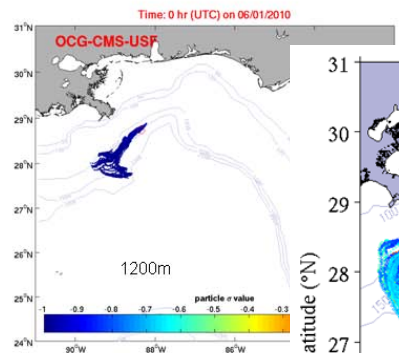 Time: 0 hr (UTC) on 06/01/2010
OCG-CMS-USF
31°N
30°N
29°N
28°N
27°N
26°N
25°N
24°N
1200m
particle σ value
-1 -0.9 -0.8 -0.7 -0.6 -0.5 -0.4 -0.3
90°W 88°W 86°W
31
30
29
28
27
atitude (°N)